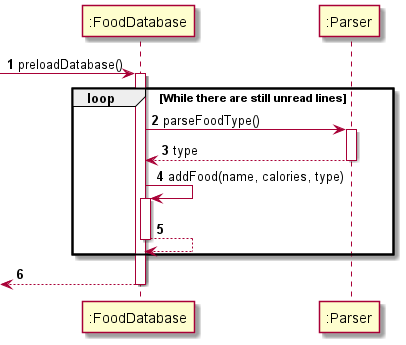 :FoodDatabase :Parser
1 preloadDatabase()
loop [While there are still unread lines]
2 parseFoodType()
3 type
4 addFood(name, calories, type)
5
6
:FoodDatabase :Parser